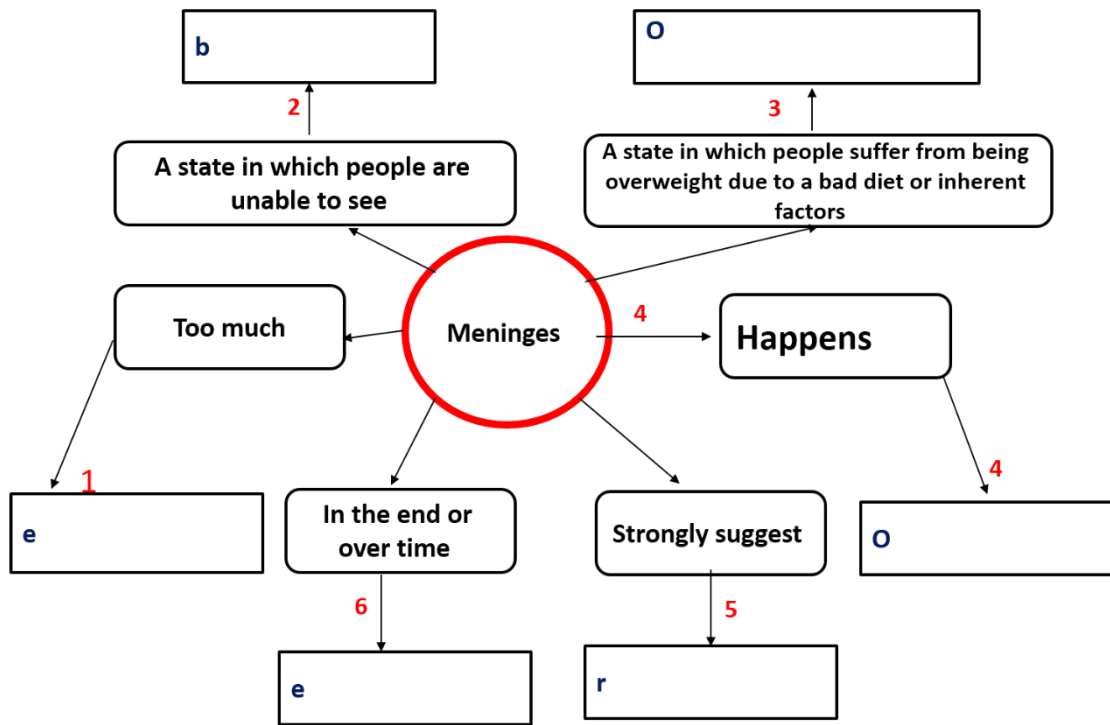 b
O
2
3
A state in which people are
unable to see
A state in which people suffer from being
overweight due to a bad diet or inherent
factors
Too much
Meninges
4
Happens
1
4
e
In the end or
over time
Strongly suggest
O
6
5
e
r